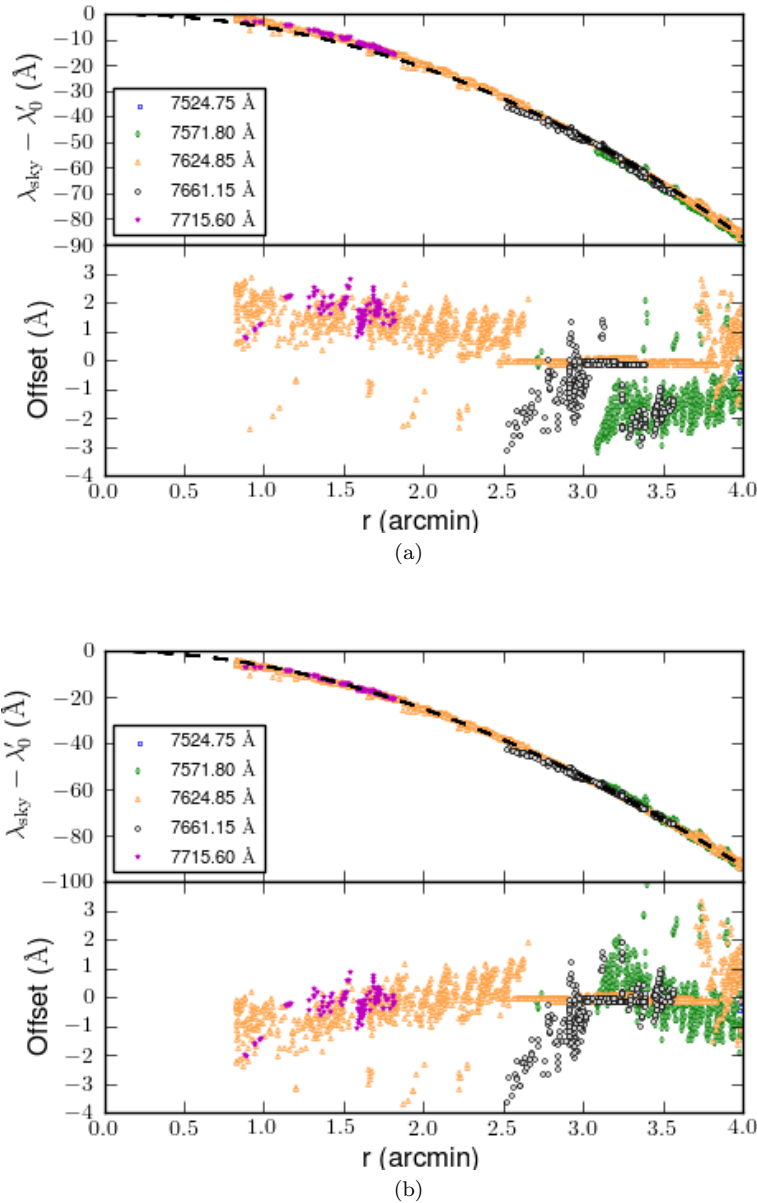 0
−10
−20
−30
−40
−50
−60
−70
−80
−90
λsky − λ′0 (Å)
7524.75 Å
7571.80 Å
7624.85 Å
7661.15 Å
7715.60 Å
3
2
1
0
−1
−2
−3
−4
Offset (Å)
0.0 0.5 1.0 1.5 2.0 2.5 3.0 3.5 4.0
r (arcmin)
(a)
0
−20
−40
−60
−80
−100
λsky − λ′0 (Å)
7524.75 Å
7571.80 Å
7624.85 Å
7661.15 Å
7715.60 Å
3
2
1
0
−1
−2
−3
−4
Offset (Å)
0.0 0.5 1.0 1.5 2.0 2.5 3.0 3.5 4.0
r (arcmin)
(b)